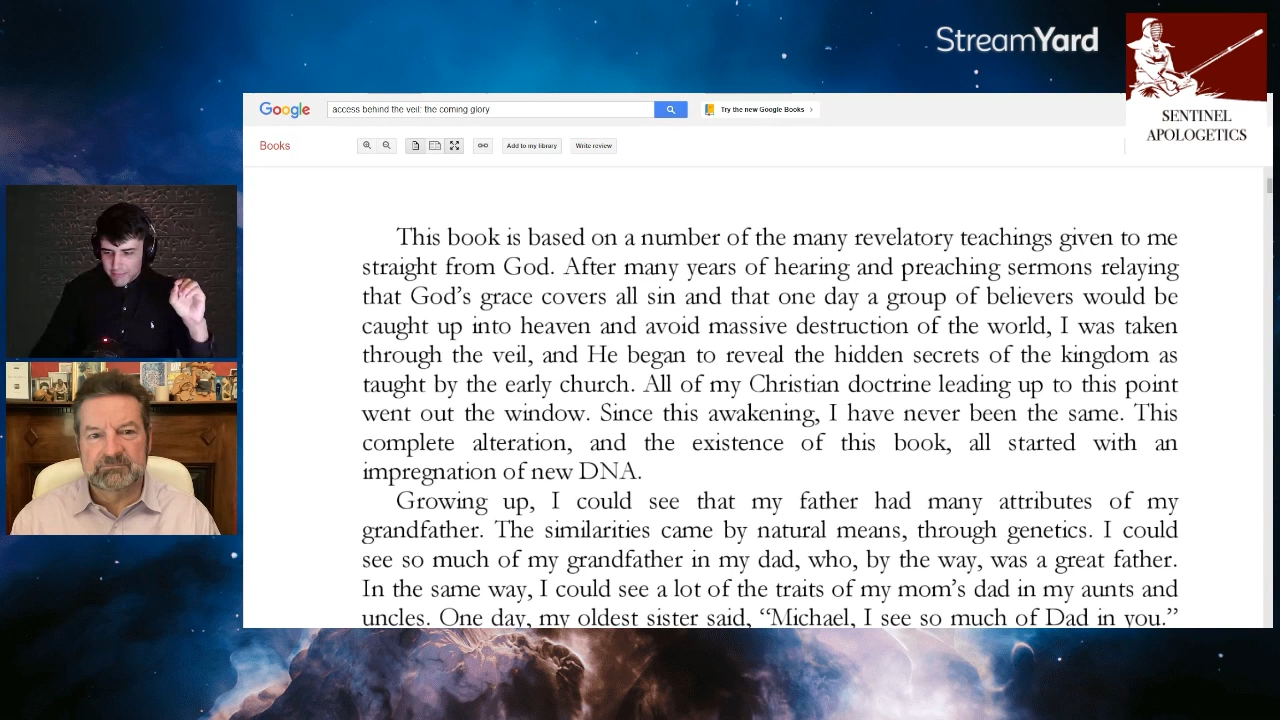 StreamYard
SENTINEL
APOLOGETICS
Google
access behind the veil: the coming glory
Try the new Google Books
Books
Add to my library
Write review
This book is based on a number of the many revelatory teachings given to me
straight from God. After many years of hearing and preaching sermons relaying
that God’s grace covers all sin and that one day a group of believers would be
caught up into heaven and avoid massive destruction of the world, I was taken
through the veil, and He began to reveal the hidden secrets of the kingdom as
taught by the early church. All of my Christian doctrine leading up to this point
went out the window. Since this awakening, I have never been the same. This
complete alteration, and the existence of this book, all started with an
impregnation of new DNA.
Growing up, I could see that my father had many attributes of my
grandfather. The similarities came by natural means, through genetics. I could
see so much of my grandfather in my dad, who, by the way, was a great father.
In the same way, I could see a lot of the traits of my mom’s dad in my aunts and
uncles. One day, my oldest sister said, “Michael, I see so much of Dad in you.”